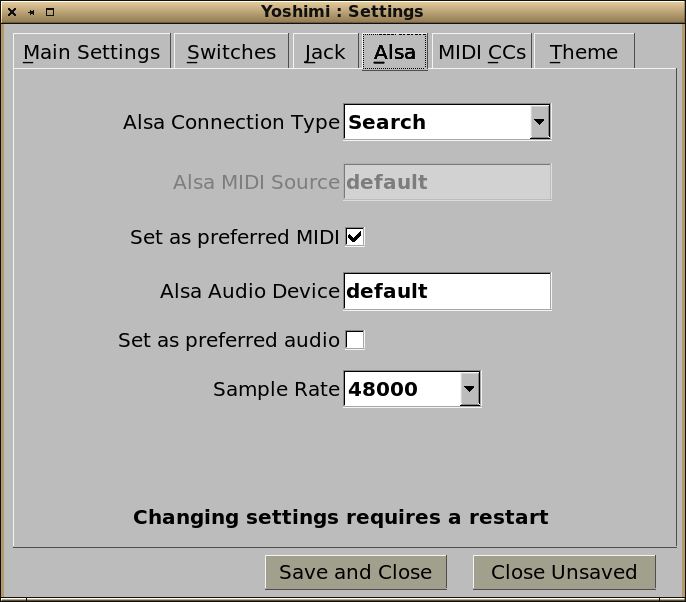 Yoshimi : Settings
Main Settings Switches Jack Alsa MIDI CCs Theme
Alsa Connection Type Search
Alsa MIDI Source default
Set as preferred MIDI
Alsa Audio Device default
Set as preferred audio
Sample Rate 48000
Changing settings requires a restart
Save and Close Close Unsaved